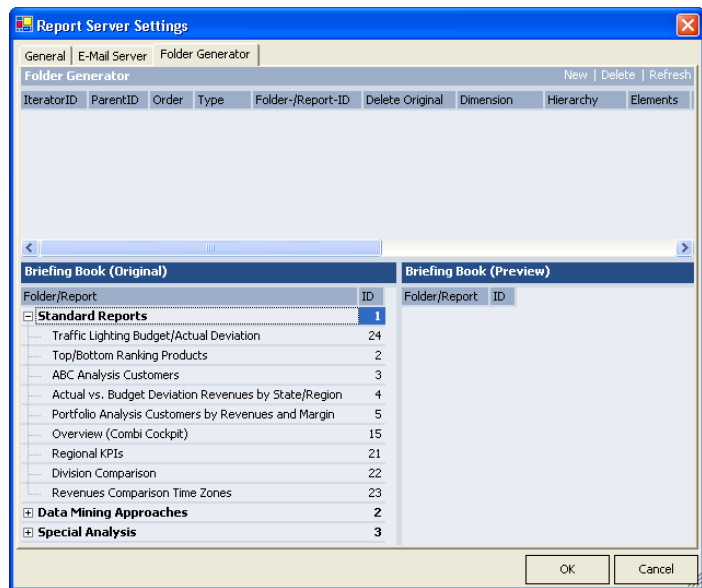 Report Server Settings
General E-Mail Server Folder Generator
Folder Generator New | Delete | Refresh
IteratorID ParentID Order Type Folder-/Report-ID Delete Original Dimension Hierarchy Elements
Briefing Book (Original) Briefing Book (Preview)
Folder/Report ID Folder/Report ID
Standard Reports 1
Traffic Lighting Budget/Actual Deviation 24
Top/Bottom Ranking Products 2
ABC Analysis Customers 3
Actual vs. Budget Deviation Revenues by State/Region 4
Portfolio Analysis Customers by Revenues and Margin 5
Overview (Combi Cockpit) 15
Regional KPIs 21
Division Comparison 22
Revenues Comparison Time Zones 23
Data Mining Approaches 2
Special Analysis 3
OK Cancel